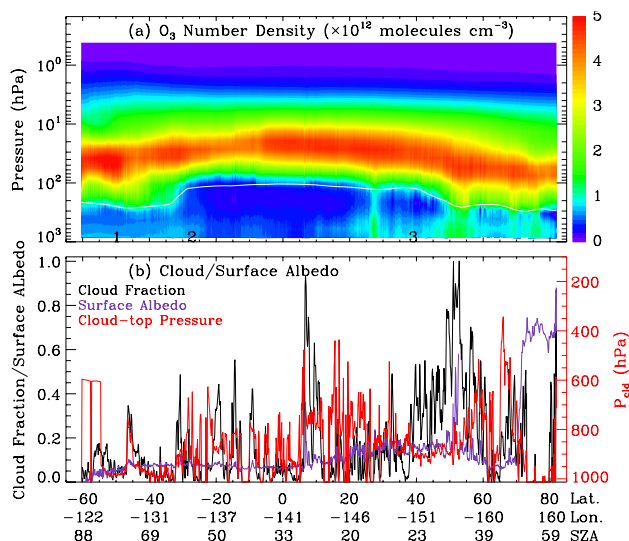 (a) O₃ Number Density (×10¹² molecules cm⁻³)
Pressure (hPa)
10⁰
10¹
10²
10³
1 2 3
5
4
3
2
1
0
(b) Cloud/Surface Albedo
Cloud Fraction
Surface Albedo
Cloud-top Pressure
Cloud Fraction/Surface ALbedo
1.0
0.8
0.6
0.4
0.2
0.0
200
400
600
800
1000
P_cld (hPa)
−60 −40 −20 0 20 40 60 80 Lat.
−122 −131 −137 −141 −146 −151 −160 160 Lon.
88 69 50 33 20 23 39 59 SZA